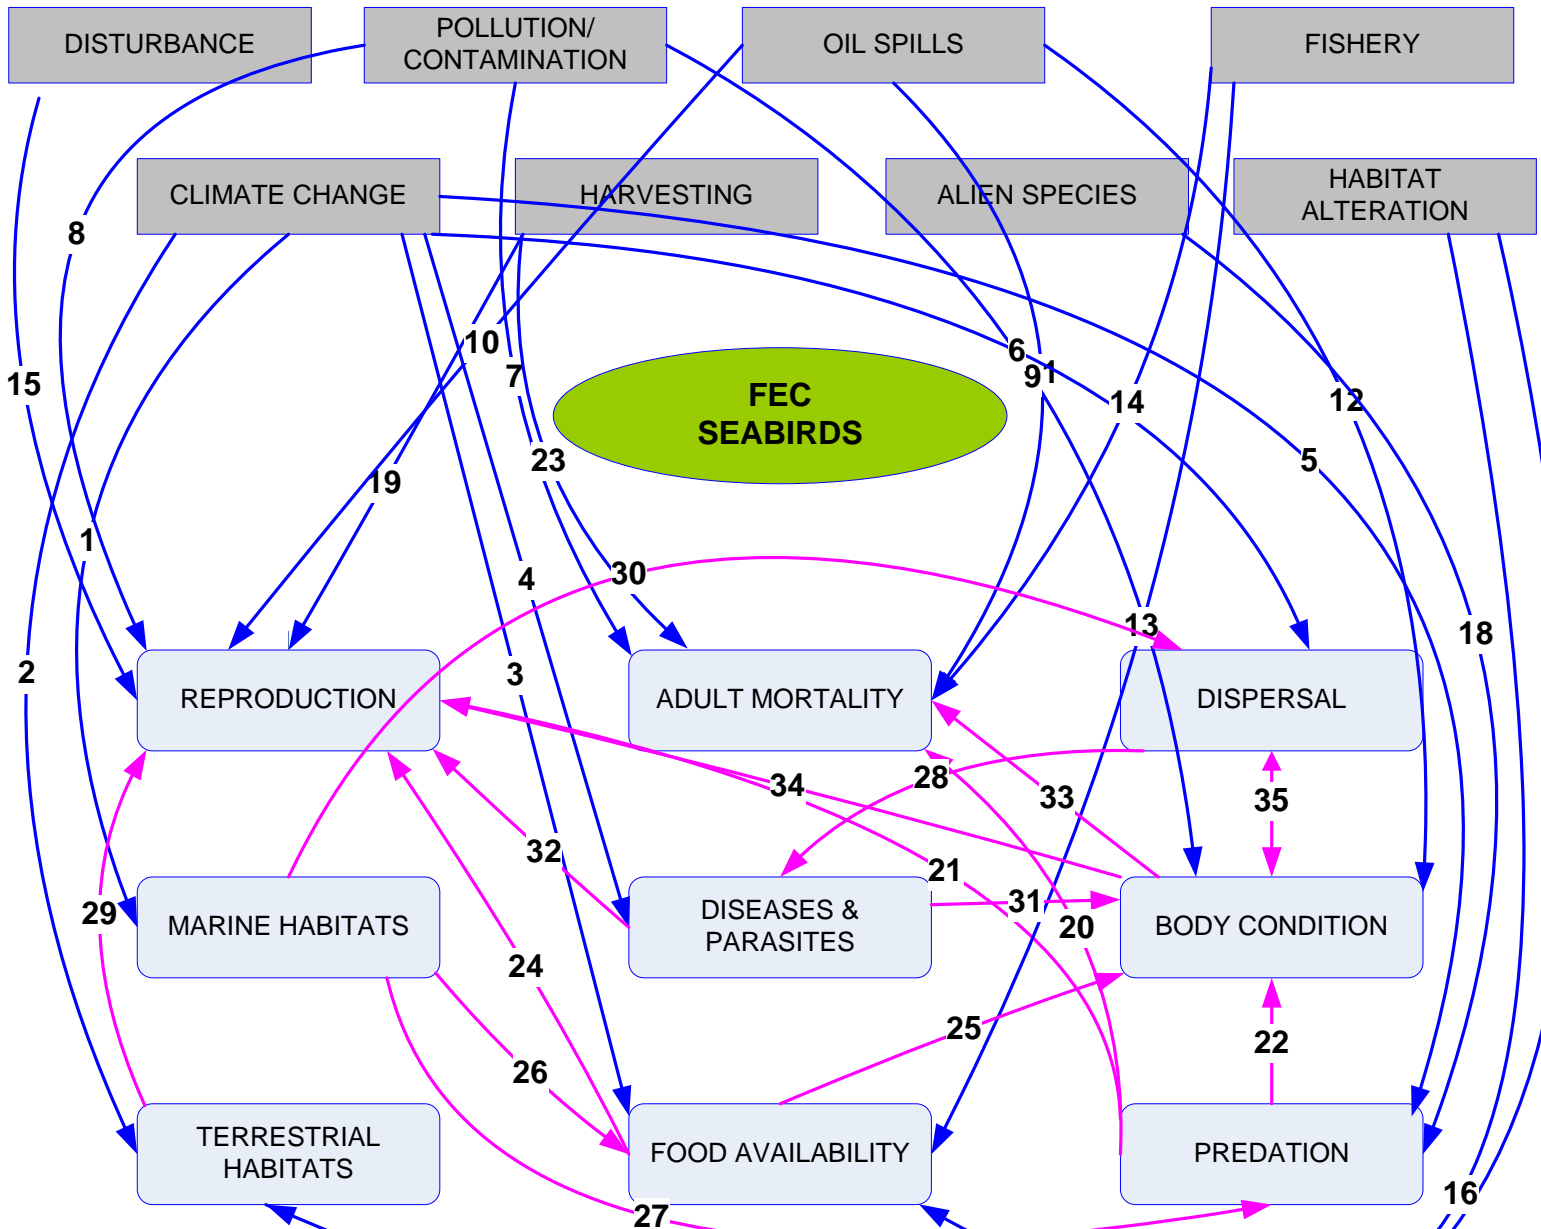 DISTURBANCE
POLLUTION/
CONTAMINATION
OIL SPILLS
FISHERY
CLIMATE CHANGE
HARVESTING
ALIEN SPECIES
HABITAT
ALTERATION
8
10
6
15
7
91
14
12
FEC
SEABIRDS
23
5
19
1
4
30
13
18
2
3
REPRODUCTION
ADULT MORTALITY
DISPERSAL
34
28
33
35
32
21
29
MARINE HABITATS
DISEASES &
PARASITES
31
20
BODY CONDITION
24
25
22
26
TERRESTRIAL
HABITATS
FOOD AVAILABILITY
PREDATION
27
16